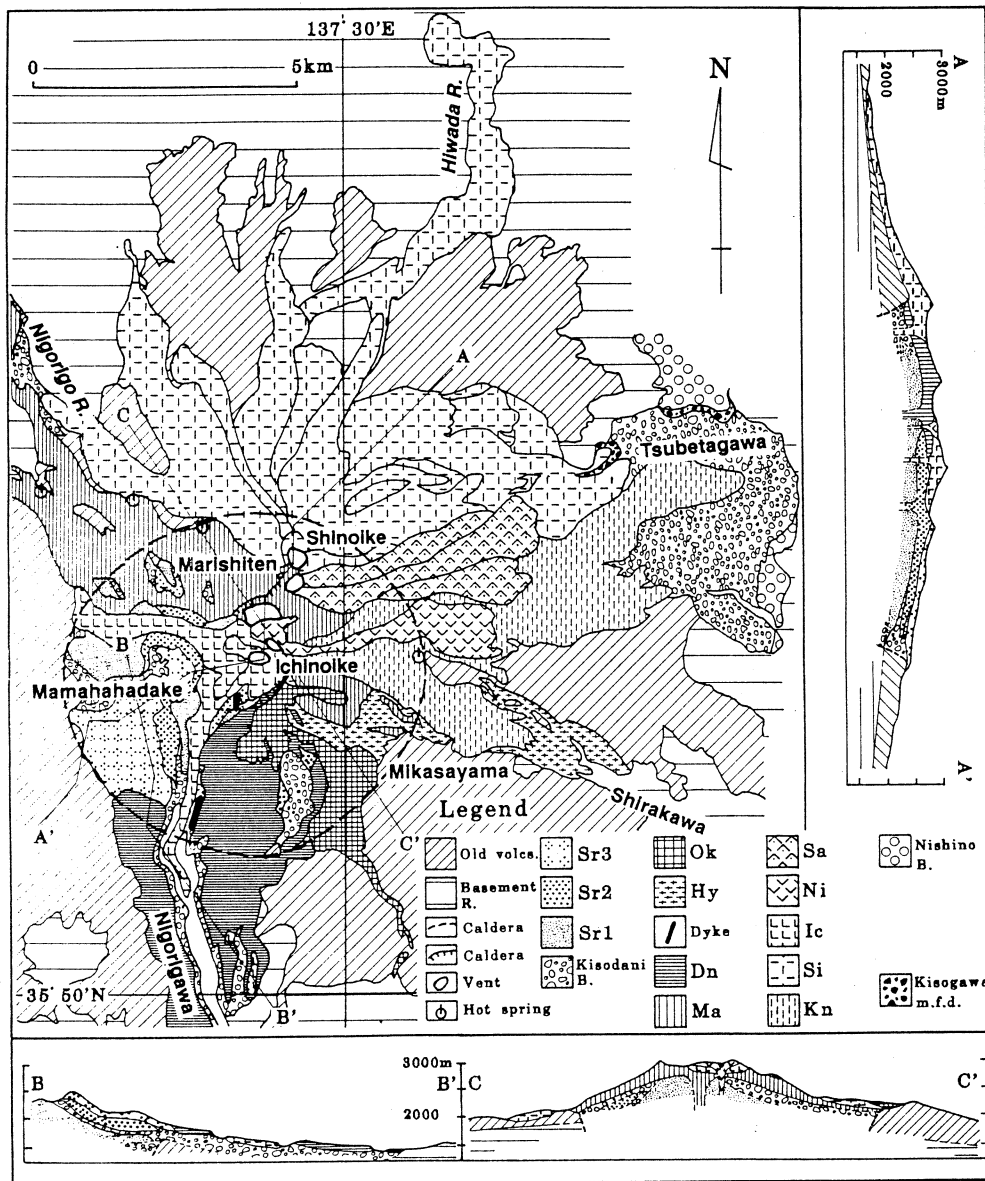 137° 30'E
0
5km
N
Hiwada R.
Nigorigo R.
A
C
Tsubetagawa
Shinoike
Marishiten
B
Ichinoike
Mamahahadake
Mikasayama
Shirakawa
A'
C'
Nigorigawa
35° 50'N
B'
Legend
Old volcs.
Basement
R.
Caldera
Caldera
Vent
Hot spring
Sr3
Sr2
Sr1
Kisodani
B.
Ok
Hy
Dyke
Dn
Ma
Sa
Ni
Ic
Si
Kn
Nishino
B.
Kisogawa
m.f.d.
A
3000m
2000
A'
B
3000m
B'
2000
C
C'